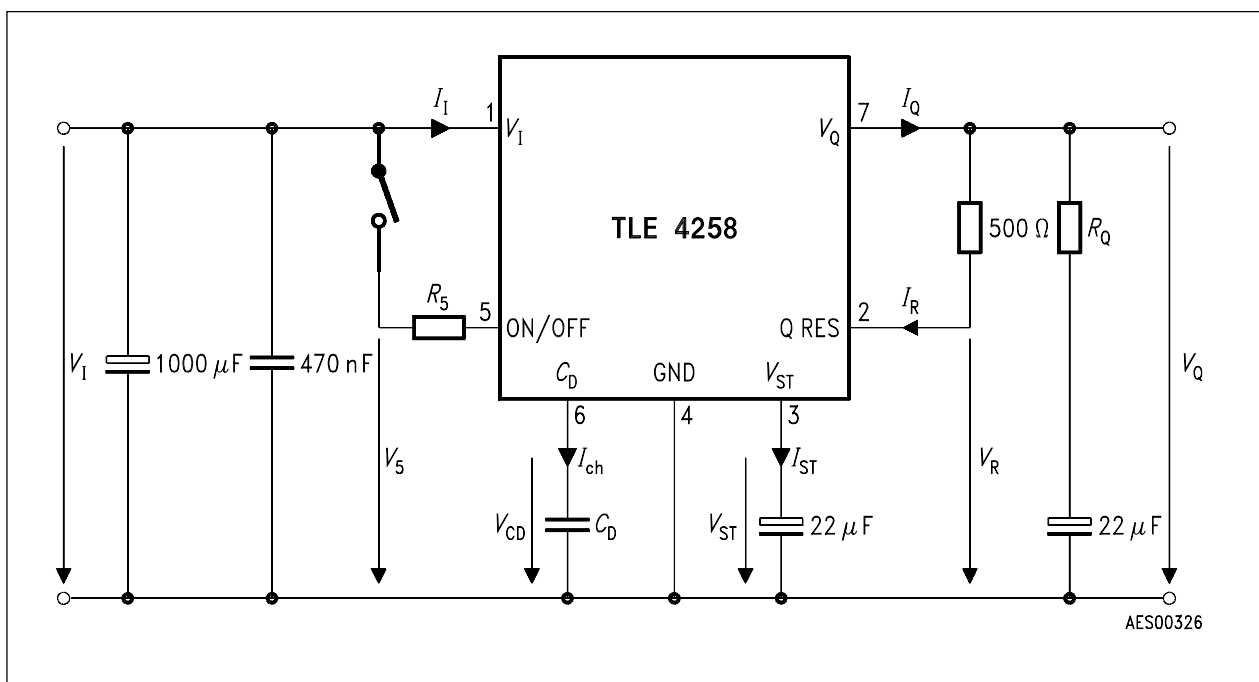 I_I
1
V_I
7
I_Q
V_Q
TLE 4258
500 Ω
R_Q
R_5
5
ON/OFF
I_R
2
Q RES
V_I
1000 μF
470 nF
C_D
GND
V_ST
V_Q
6
4
3
V_5
I_ch
I_ST
V_R
V_CD
C_D
V_ST
22 μF
22 μF
AES00326